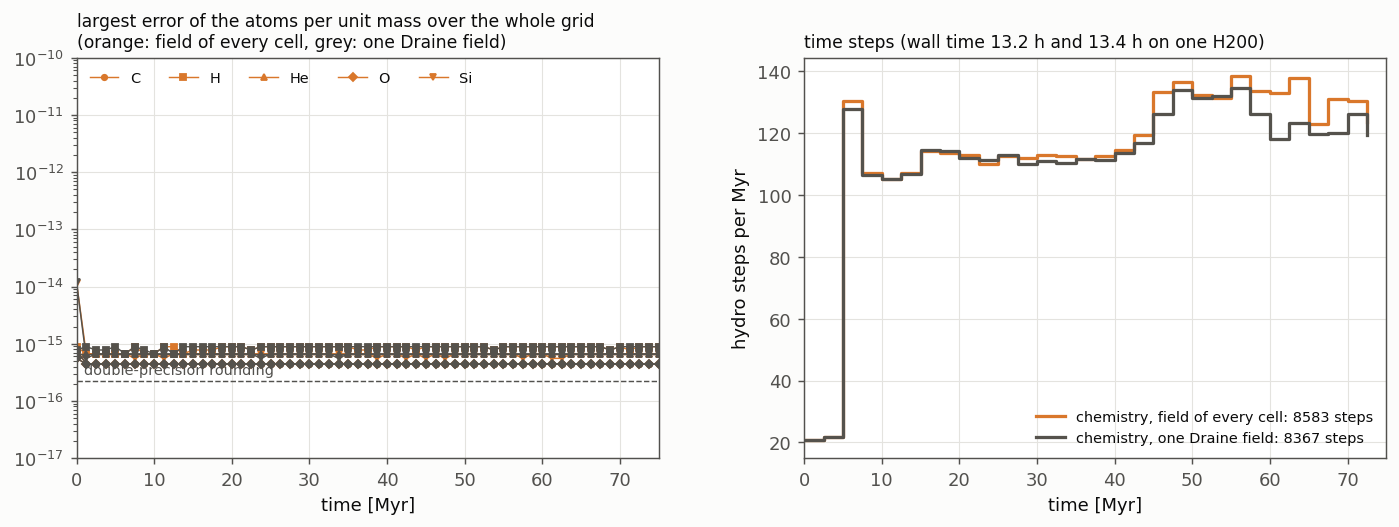 largest error of the atoms per unit mass over the whole grid
(orange: field of every cell, grey: one Draine field)
10⁻¹⁰
10⁻¹¹
10⁻¹²
10⁻¹³
10⁻¹⁴
10⁻¹⁵
10⁻¹⁶
10⁻¹⁷
C H He O Si
double-precision rounding
0 10 20 30 40 50 60 70
time [Myr]
time steps (wall time 13.2 h and 13.4 h on one H200)
hydro steps per Myr
140
120
100
80
60
40
20
chemistry, field of every cell: 8583 steps
chemistry, one Draine field: 8367 steps
0 10 20 30 40 50 60 70
time [Myr]